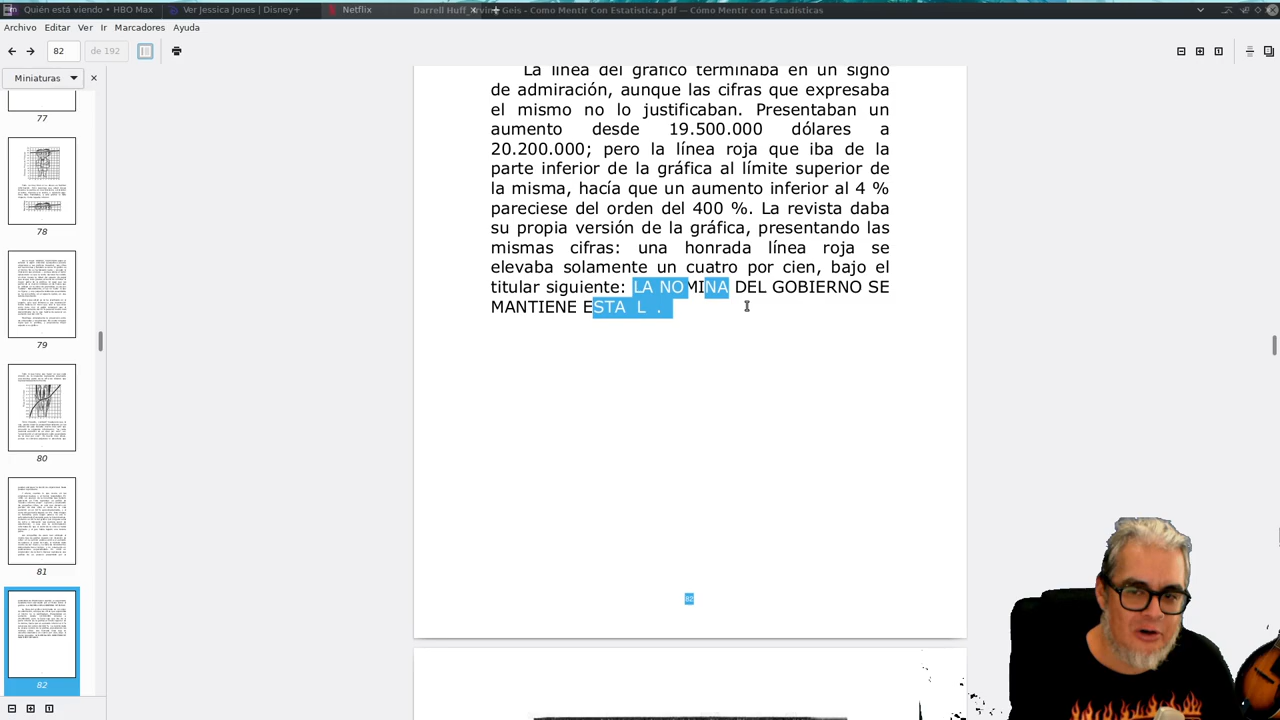 Quién está viendo • HBO Max
Ver Jessica Jones | Disney+
Netflix
Darrell Huff, Irving Geis - Como Mentir con Estatistica.pdf — Cómo Mentir con Estadísticas
Archivo Editar Ver Ir Marcadores Ayuda
82 de 192
Miniaturas
77
78
79
80
81
82
La línea del gráfico terminaba en un signo
de admiración, aunque las cifras que expresaba
el mismo no lo justificaban. Presentaban un
aumento desde 19.500.000 dólares a
20.200.000; pero la línea roja que iba de la
parte inferior de la gráfica al límite superior de
la misma, hacía que un aumento inferior al 4 %
pareciese del orden del 400 %. La revista daba
su propia versión de la gráfica, presentando las
mismas cifras: una honrada línea roja se
elevaba solamente un cuatro por cien, bajo el
titular siguiente: LA NOMINA DEL GOBIERNO SE
MANTIENE ESTA L .
82